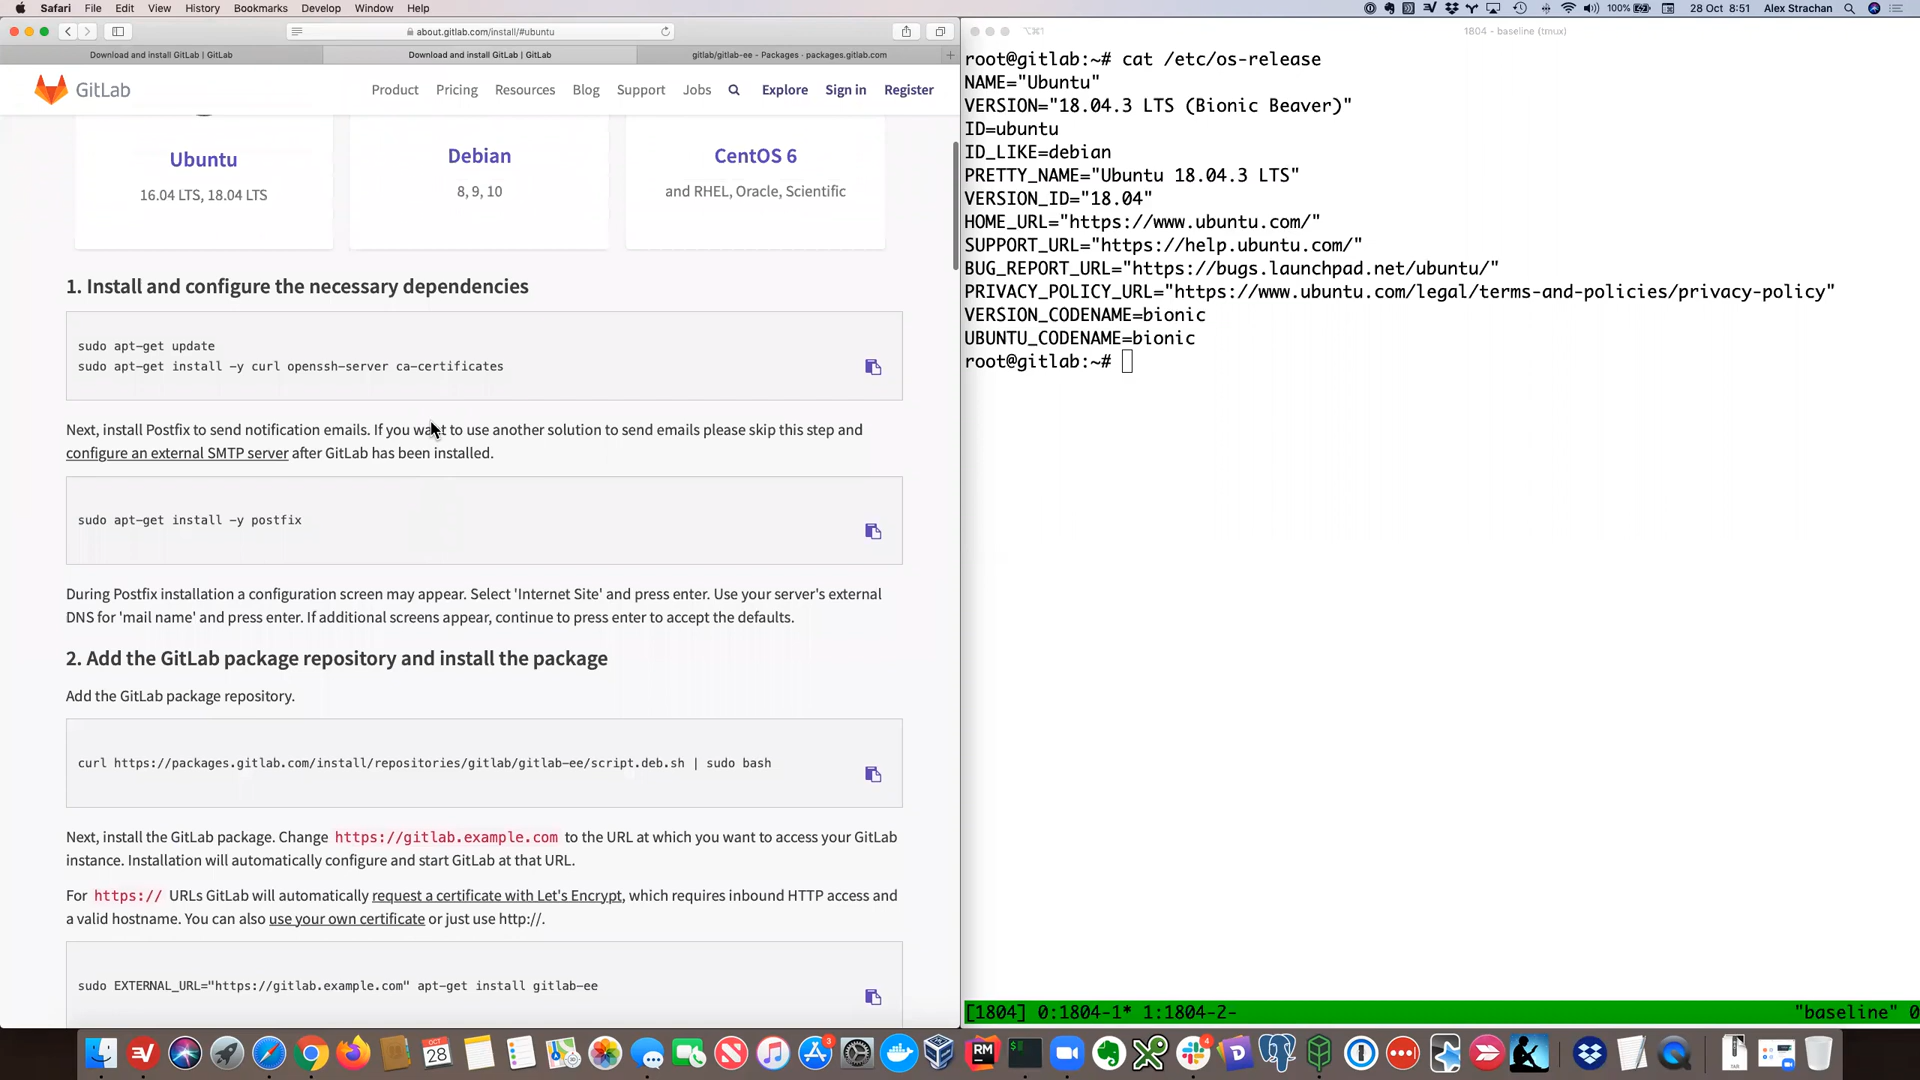 Safari File Edit View History Bookmarks Develop Window Help
100% 28 Oct 8:51 Alex Strachan
about.gitlab.com/install/#ubuntu
Download and install GitLab | GitLab
Download and install GitLab | GitLab
gitlab/gitlab-ee - Packages · packages.gitlab.com
GitLab
Product Pricing Resources Blog Support Jobs Explore Sign in Register
Ubuntu
16.04 LTS, 18.04 LTS
Debian
8, 9, 10
CentOS 6
and RHEL, Oracle, Scientific
1. Install and configure the necessary dependencies
sudo apt-get update
sudo apt-get install -y curl openssh-server ca-certificates
Next, install Postfix to send notification emails. If you want to use another solution to send emails please skip this step and
configure an external SMTP server after GitLab has been installed.
sudo apt-get install -y postfix
During Postfix installation a configuration screen may appear. Select 'Internet Site' and press enter. Use your server's external
DNS for 'mail name' and press enter. If additional screens appear, continue to press enter to accept the defaults.
2. Add the GitLab package repository and install the package
Add the GitLab package repository.
curl https://packages.gitlab.com/install/repositories/gitlab/gitlab-ee/script.deb.sh | sudo bash
Next, install the GitLab package. Change https://gitlab.example.com to the URL at which you want to access your GitLab
instance. Installation will automatically configure and start GitLab at that URL.
For https:// URLs GitLab will automatically request a certificate with Let's Encrypt, which requires inbound HTTP access and
a valid hostname. You can also use your own certificate or just use http://.
sudo EXTERNAL_URL="https://gitlab.example.com" apt-get install gitlab-ee
⌥⌘1
1804 - baseline (tmux)
root@gitlab:~# cat /etc/os-release
NAME="Ubuntu"
VERSION="18.04.3 LTS (Bionic Beaver)"
ID=ubuntu
ID_LIKE=debian
PRETTY_NAME="Ubuntu 18.04.3 LTS"
VERSION_ID="18.04"
HOME_URL="https://www.ubuntu.com/"
SUPPORT_URL="https://help.ubuntu.com/"
BUG_REPORT_URL="https://bugs.launchpad.net/ubuntu/"
PRIVACY_POLICY_URL="https://www.ubuntu.com/legal/terms-and-policies/privacy-policy"
VERSION_CODENAME=bionic
UBUNTU_CODENAME=bionic
root@gitlab:~#
[1804] 0:1804-1* 1:1804-2-
"baseline" 0
OCT
28
3
RM
4